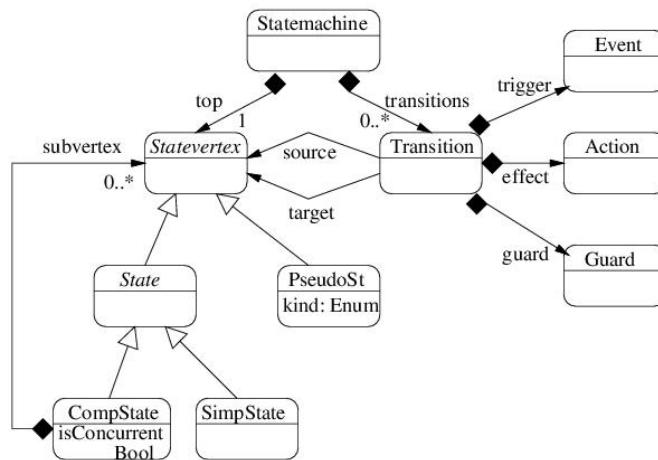 Statemachine
Event
trigger
top
transitions
1
0..*
subvertex
Statevertex
source
Transition
Action
0..*
effect
target
guard
State
PseudoSt
Guard
kind: Enum
CompState
SimpState
isConcurrent
Bool